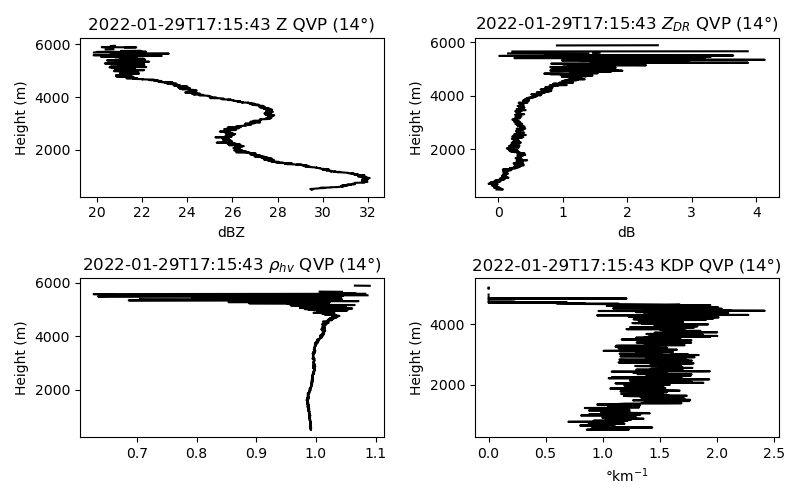 2022-01-29T17:15:43 Z QVP (14°)
6000
4000
2000
Height (m)
20 22 24 26 28 30 32
dBZ
2022-01-29T17:15:43 Z_DR QVP (14°)
6000
4000
2000
Height (m)
0 1 2 3 4
dB
2022-01-29T17:15:43 ρ_hv QVP (14°)
6000
4000
2000
Height (m)
0.7 0.8 0.9 1.0 1.1
2022-01-29T17:15:43 KDP QVP (14°)
4000
2000
Height (m)
0.0 0.5 1.0 1.5 2.0 2.5
°km⁻¹